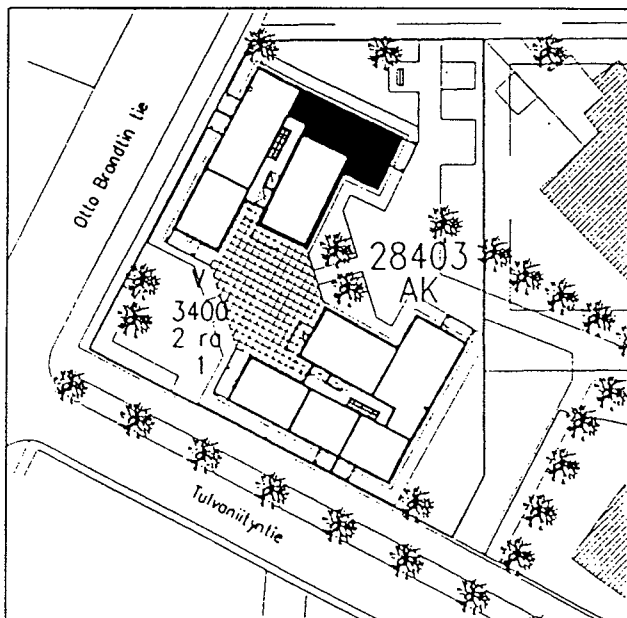 Otto Brandtin tie
28403
AK
V
3400
2 ra
1
Tulvaniityntie